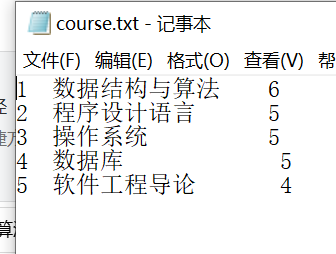 course.txt - 记事本
文件(F) 编辑(E) 格式(O) 查看(V) 帮
1 数据结构与算法 6
2 程序设计语言 5
3 操作系统 5
4 数据库 5
5 软件工程导论 4